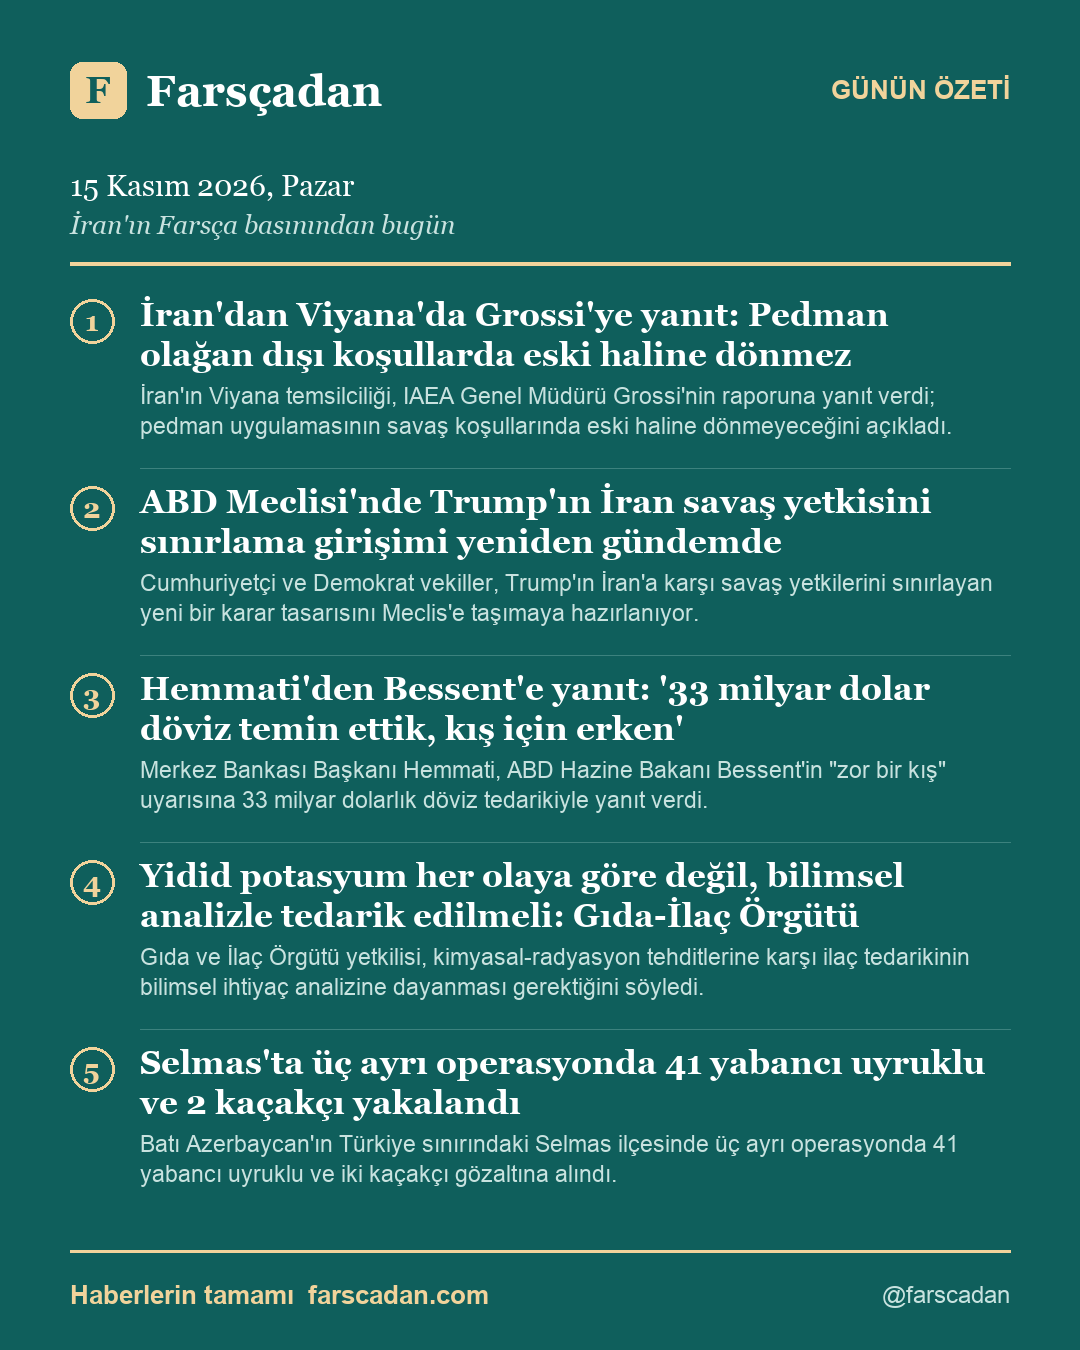 F Farsçadan
GÜNÜN ÖZETİ
15 Kasım 2026, Pazar
İran'ın Farsça basınından bugün
1
İran'dan Viyana'da Grossi'ye yanıt: Pedman
olağan dışı koşullarda eski haline dönmez
İran'ın Viyana temsilciliği, IAEA Genel Müdürü Grossi'nin raporuna yanıt verdi;
pedman uygulamasının savaş koşullarında eski haline dönmeyeceğini açıkladı.
2
ABD Meclisi'nde Trump'ın İran savaş yetkisini
sınırlama girişimi yeniden gündemde
Cumhuriyetçi ve Demokrat vekiller, Trump'ın İran'a karşı savaş yetkilerini sınırlayan
yeni bir karar tasarısını Meclis'e taşımaya hazırlanıyor.
3
Hemmati'den Bessent'e yanıt: '33 milyar dolar
döviz temin ettik, kış için erken'
Merkez Bankası Başkanı Hemmati, ABD Hazine Bakanı Bessent'in "zor bir kış"
uyarısına 33 milyar dolarlık döviz tedarikiyle yanıt verdi.
4
Yidid potasyum her olaya göre değil, bilimsel
analizle tedarik edilmeli: Gıda-İlaç Örgütü
Gıda ve İlaç Örgütü yetkilisi, kimyasal-radyasyon tehditlerine karşı ilaç tedarikinin
bilimsel ihtiyaç analizine dayanması gerektiğini söyledi.
5
Selmas'ta üç ayrı operasyonda 41 yabancı uyruklu
ve 2 kaçakçı yakalandı
Batı Azerbaycan'ın Türkiye sınırındaki Selmas ilçesinde üç ayrı operasyonda 41
yabancı uyruklu ve iki kaçakçı gözaltına alındı.
Haberlerin tamamı farscadan.com
@farscadan